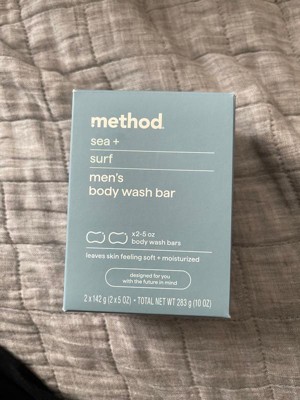 method.
sea +
surf
men's
body wash bar
x2-5 oz
body wash bars
leaves skin feeling soft + moisturized
designed for you
with the future in mind
2 x 142 g (2 x 5 OZ) • TOTAL NET WT 283 g (10 OZ)